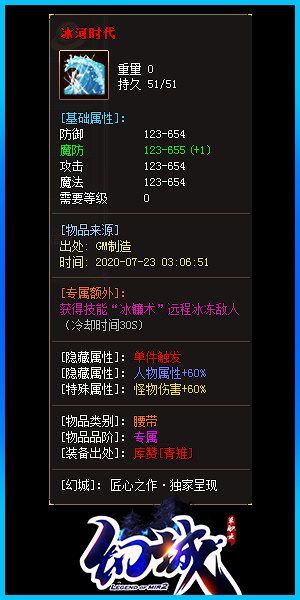 冰河时代
重量 0
持久 51/51
[基础属性]:
防御 123-654
魔防 123-655 (+1)
攻击 123-654
魔法 123-654
需要等级 0
[物品来源]
出处: GM制造
时间: 2020-07-23 03:06:51
[专属额外]:
获得技能“冰镰术”远程冰冻敌人
（冷却时间30S）
[隐藏属性]: 单件触发
[隐藏属性]: 人物属性+60%
[特殊属性]: 怪物伤害+60%
[物品类别]: 腰带
[物品品阶]: 专属
[装备出处]: 库赞[青雉]
[幻城]: 匠心之作·独家呈现
幻城
LEGEND OF MIR2